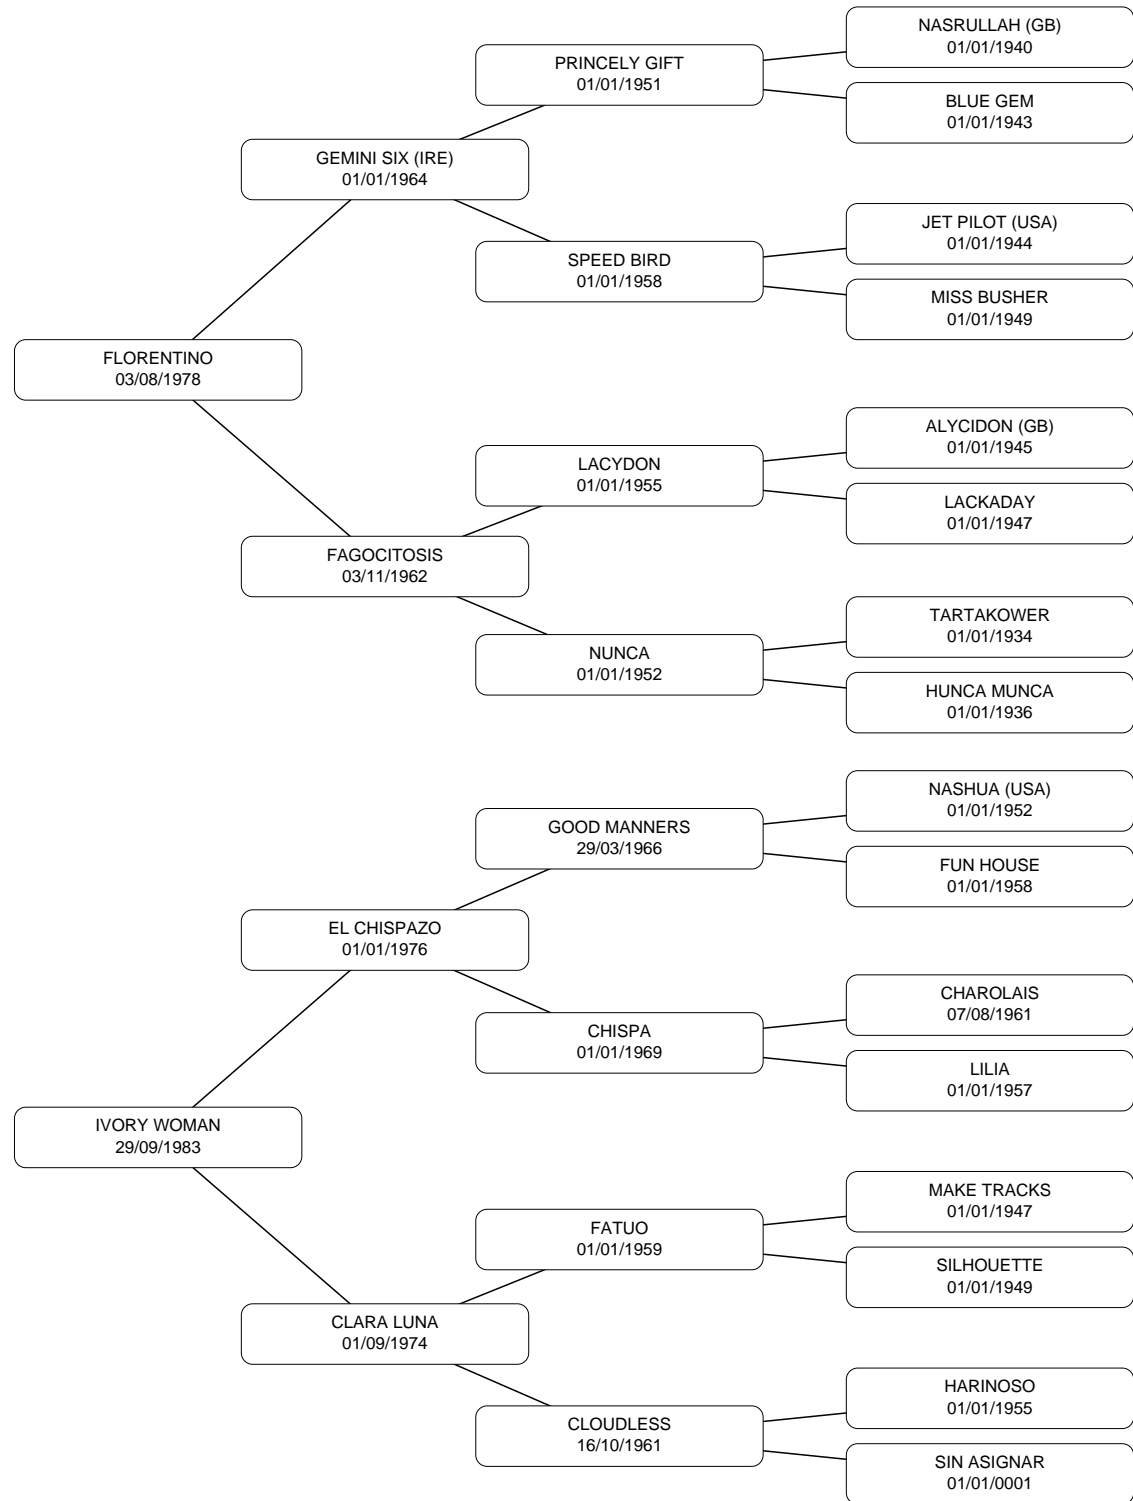 NASRULLAH (GB)
01/01/1940
PRINCELY GIFT
01/01/1951
BLUE GEM
01/01/1943
GEMINI SIX (IRE)
01/01/1964
JET PILOT (USA)
01/01/1944
SPEED BIRD
01/01/1958
MISS BUSHER
01/01/1949
FLORENTINO
03/08/1978
ALYCIDON (GB)
01/01/1945
LACYDON
01/01/1955
LACKADAY
01/01/1947
FAGOCITOSIS
03/11/1962
TARTAKOWER
01/01/1934
NUNCA
01/01/1952
HUNCA MUNCA
01/01/1936
NASHUA (USA)
01/01/1952
GOOD MANNERS
29/03/1966
FUN HOUSE
01/01/1958
EL CHISPAZO
01/01/1976
CHAROLAIS
07/08/1961
CHISPA
01/01/1969
LILIA
01/01/1957
IVORY WOMAN
29/09/1983
MAKE TRACKS
01/01/1947
FATUO
01/01/1959
SILHOUETTE
01/01/1949
CLARA LUNA
01/09/1974
HARINOSO
01/01/1955
CLOUDLESS
16/10/1961
SIN ASIGNAR
01/01/0001